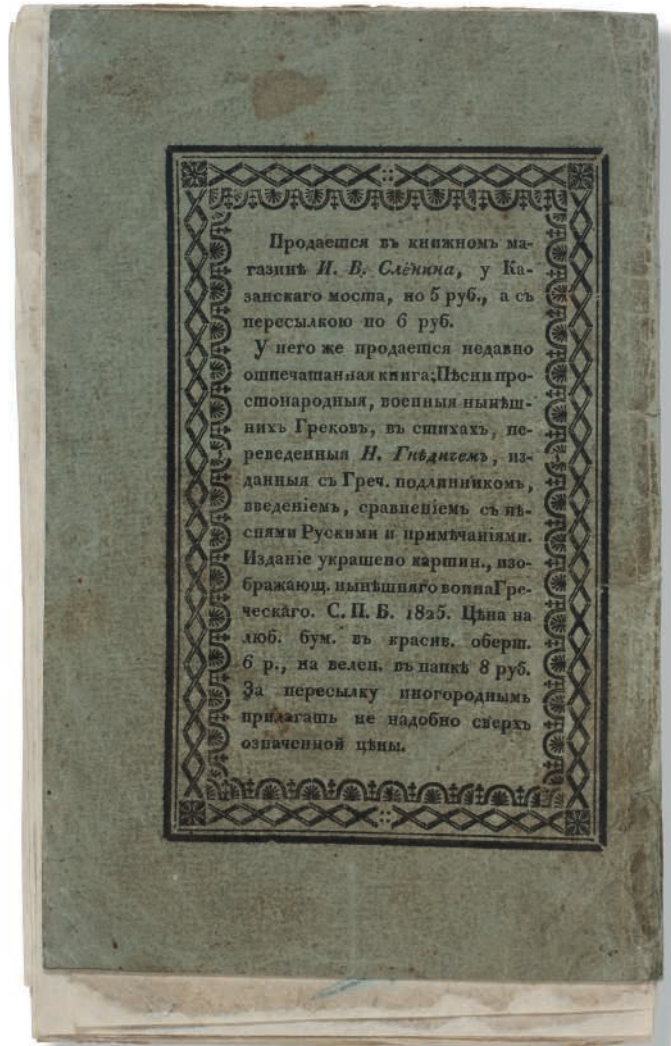 Продается въ книжномъ ма-
газинѣ И. В. Слёнина, у Ка-
занскаго моста, по 5 руб., а съ
пересылкою по 6 руб.
У него же продается недавно
отпечатанная книга: Пѣсни про-
стонародныя, военныя нынѣш-
нихъ Грековъ, въ стихахъ, пе-
реведенныя Н. Гнѣдичемъ, из-
данныя съ Греч. подлинникомъ,
введеніемъ, сравненіемъ съ пѣ-
снями Рускими и примѣчаніями.
Изданіе украшено картин., изо-
бражающ. нынѣшняго воина Гре-
ческаго. С. П. Б. 1825. Цѣна на
люб. бум. въ красив. оберт.
6 р., на велен. въ папкѣ 8 руб.
За пересылку иногороднымъ
прилагать не надобно сверхъ
означенной цѣны.